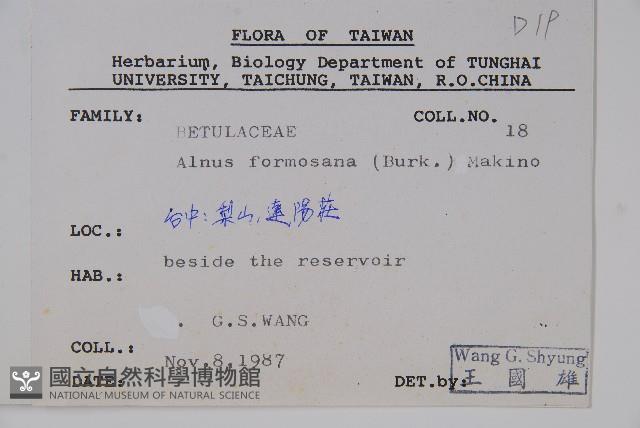 DIP
FLORA OF TAIWAN
Herbarium, Biology Department of TUNGHAI
UNIVERSITY, TAICHUNG, TAIWAN, R.O.CHINA
FAMILY: BETULACEAE COLL.NO. 18
Alnus formosana (Burk.) Makino
LOC.: 台中:梨山,達陽莊
HAB.: beside the reservoir
COLL.: . G.S.WANG
DATE: Nov.8,1987
DET.by: Wang G. Shyung
王國雄
國立自然科學博物館
NATIONAL MUSEUM OF NATURAL SCIENCE